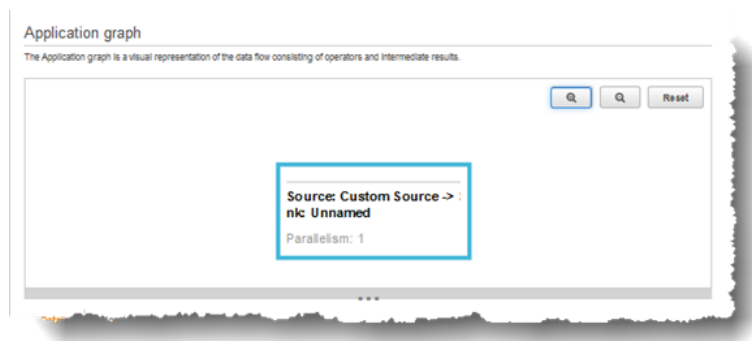 Application graph
The Application graph is a visual representation of the data flow consisting of operators and intermediate results.
Reset
Source: Custom Source ->
nk: Unnamed
Parallelism: 1